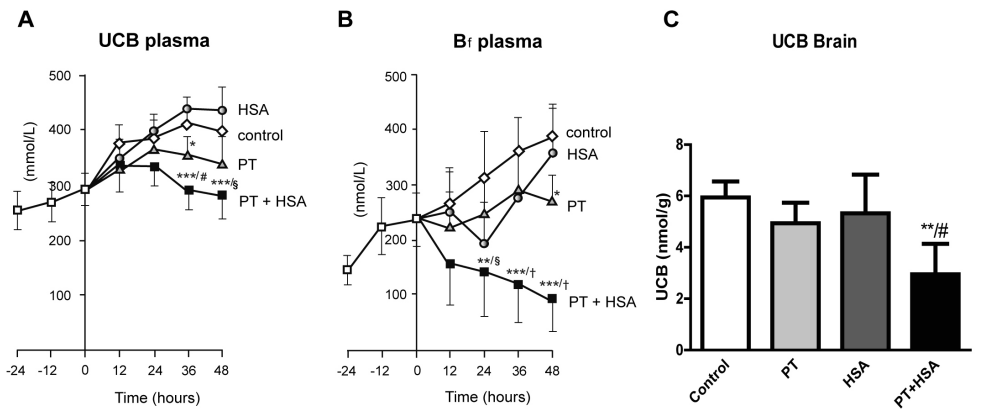 A
UCB plasma
(mmol/L)
500
400
300
200
100
-24 -12 0 12 24 36 48
Time (hours)
HSA
control
*
PT
***/# ***/§
PT + HSA
B
Bf plasma
(nmol/L)
500
400
300
200
100
-24 -12 0 12 24 36 48
Time (hours)
control
HSA
*
PT
**/§ ***/† ***/†
PT + HSA
C
UCB Brain
UCB (nmol/g)
8
6
4
2
0
**/#
Control PT HSA PT+HSA